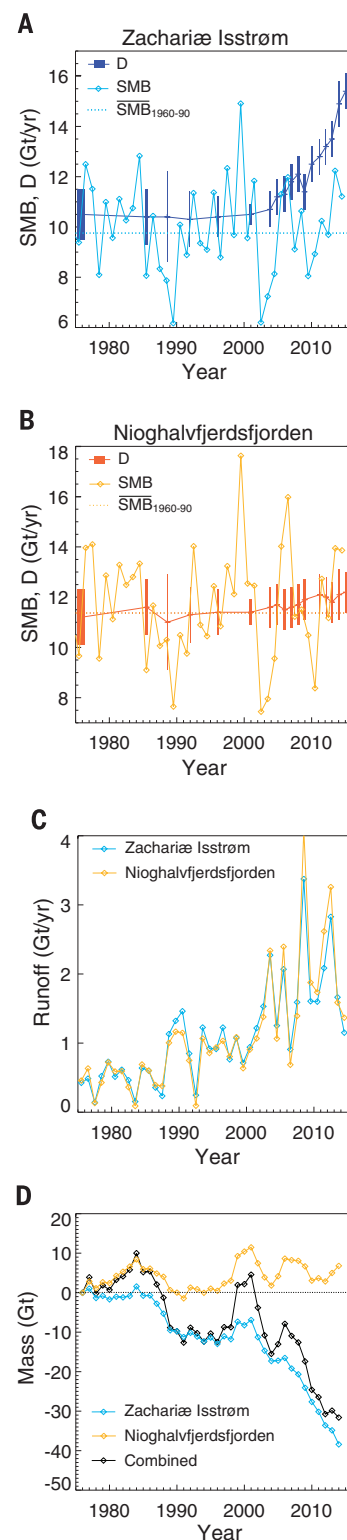 A
Zachariæ Isstrøm
D
SMB
SMB1960-90
SMB, D (Gt/yr)
16
14
12
10
8
6
1980 1990 2000 2010
Year
B
Nioghalvfjerdsfjorden
D
SMB
SMB1960-90
SMB, D (Gt/yr)
18
16
14
12
10
8
1980 1990 2000 2010
Year
C
Zachariæ Isstrøm
Nioghalvfjerdsfjorden
Runoff (Gt/yr)
4
3
2
1
0
1980 1990 2000 2010
Year
D
Mass (Gt)
20
10
0
-10
-20
-30
-40
-50
Zachariæ Isstrøm
Nioghalvfjerdsfjorden
Combined
1980 1990 2000 2010
Year